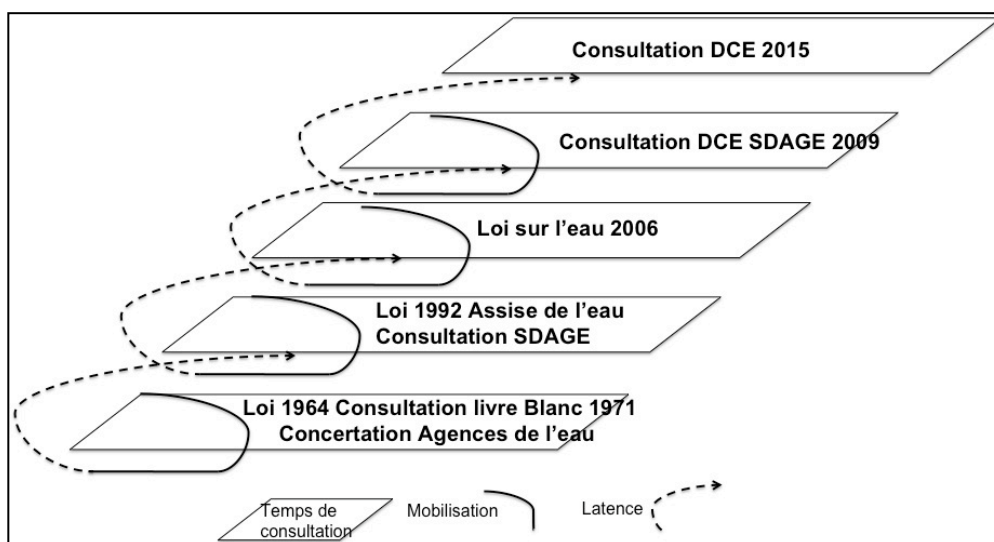 Consultation DCE 2015
Consultation DCE SDAGE 2009
Loi sur l’eau 2006
Loi 1992 Assise de l’eau
Consultation SDAGE
Loi 1964 Consultation livre Blanc 1971
Concertation Agences de l’eau
Temps de
consultation
Mobilisation
Latence